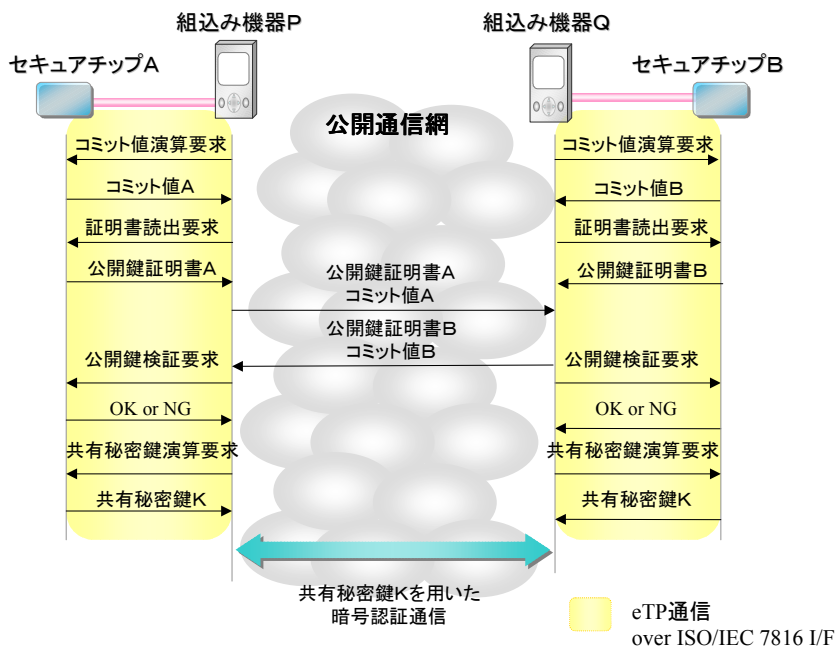 組込み機器P
組込み機器Q
セキュアチップA
セキュアチップB
公開通信網
コミット値演算要求
コミット値演算要求
コミット値A
コミット値B
証明書読出要求
証明書読出要求
公開鍵証明書A
公開鍵証明書A
コミット値A
公開鍵証明書B
公開鍵証明書B
コミット値B
公開鍵検証要求
公開鍵検証要求
OK or NG
OK or NG
共有秘密鍵演算要求
共有秘密鍵演算要求
共有秘密鍵K
共有秘密鍵K
共有秘密鍵Kを用いた
暗号認証通信
eTP通信
over ISO/IEC 7816 I/F